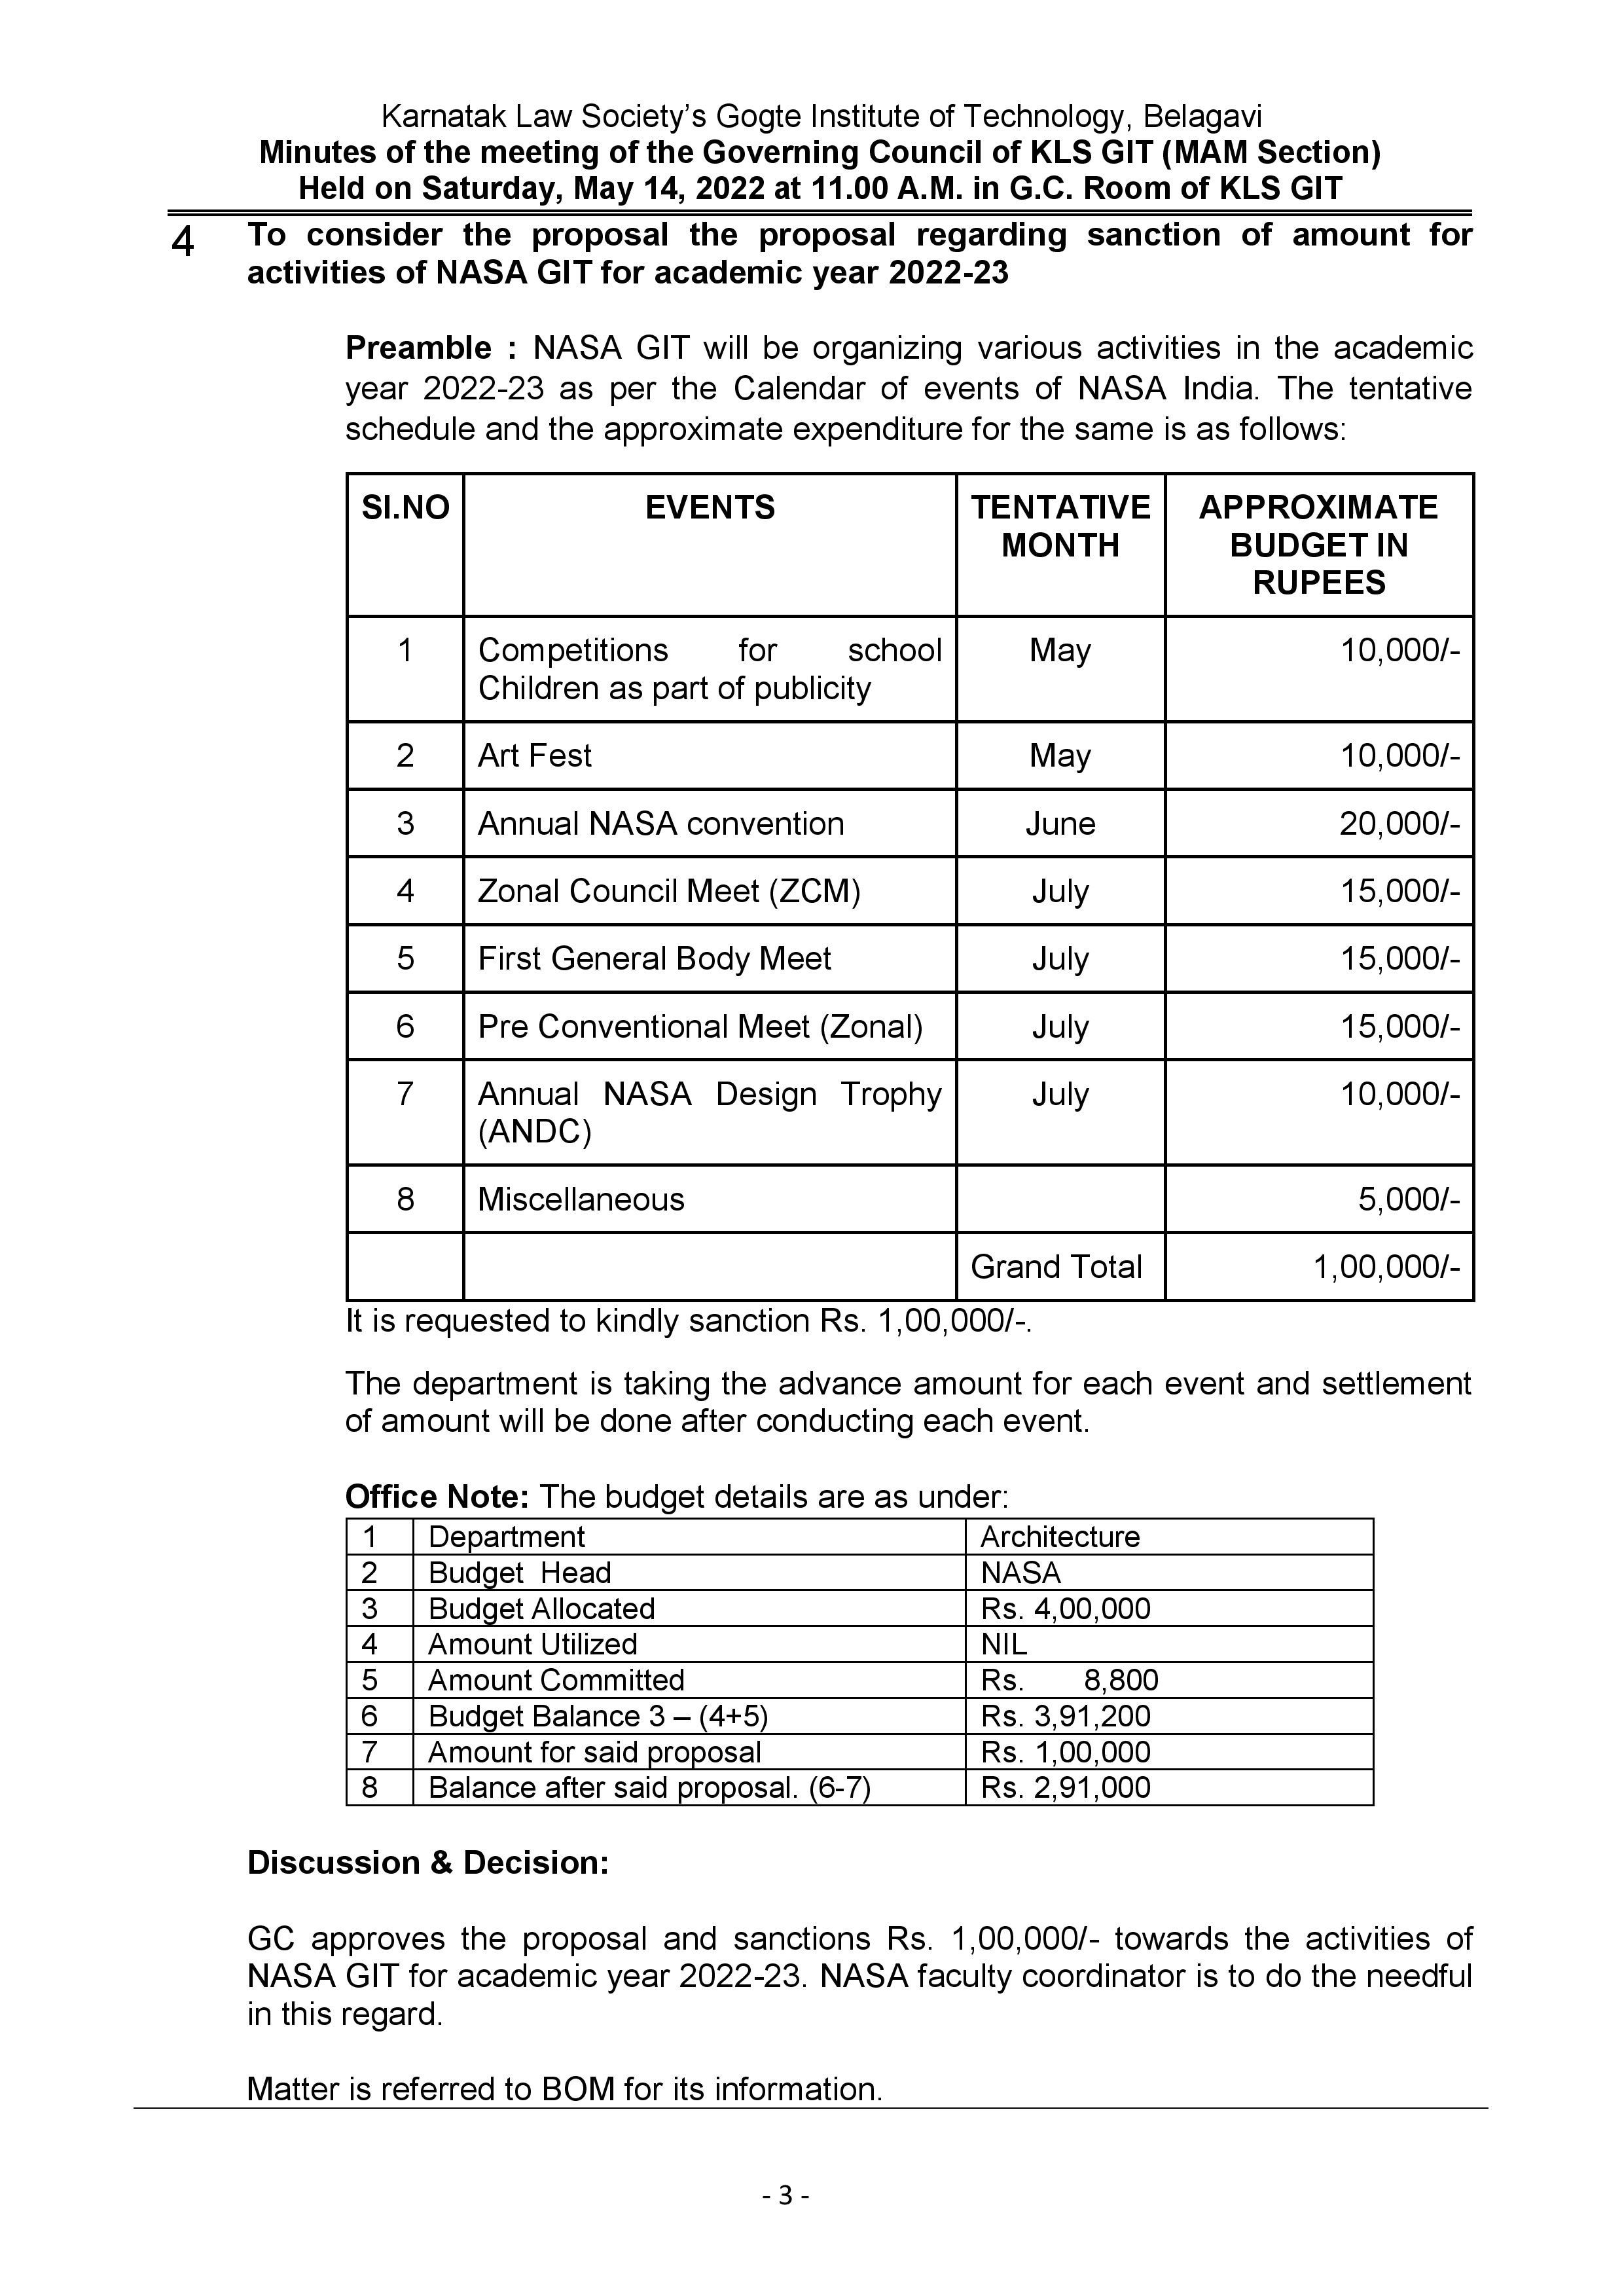 Karnatak Law Society’s Gogte Institute of Technology, Belagavi
Minutes of the meeting of the Governing Council of KLS GIT (MAM Section)
Held on Saturday, May 14, 2022 at 11.00 A.M. in G.C. Room of KLS GIT
4 To consider the proposal the proposal regarding sanction of amount for
activities of NASA GIT for academic year 2022-23
Preamble : NASA GIT will be organizing various activities in the academic
year 2022-23 as per the Calendar of events of NASA India. The tentative
schedule and the approximate expenditure for the same is as follows:
SI.NO EVENTS TENTATIVE APPROXIMATE
MONTH BUDGET IN
RUPEES
1 Competitions for school May 10,000/-
Children as part of publicity
2 Art Fest May 10,000/-
3 Annual NASA convention June 20,000/-
4 Zonal Council Meet (ZCM) July 15,000/-
5 First General Body Meet July 15,000/-
6 Pre Conventional Meet (Zonal) July 15,000/-
7 Annual NASA Design Trophy July 10,000/-
(ANDC)
8 Miscellaneous 5,000/-
Grand Total 1,00,000/-
It is requested to kindly sanction Rs. 1,00,000/-.
The department is taking the advance amount for each event and settlement
of amount will be done after conducting each event.
Office Note: The budget details are as under:
1 Department Architecture
2 Budget Head NASA
3 Budget Allocated Rs. 4,00,000
4 Amount Utilized NIL
5 Amount Committed Rs. 8,800
6 Budget Balance 3 – (4+5) Rs. 3,91,200
7 Amount for said proposal Rs. 1,00,000
8 Balance after said proposal. (6-7) Rs. 2,91,000
Discussion & Decision:
GC approves the proposal and sanctions Rs. 1,00,000/- towards the activities of
NASA GIT for academic year 2022-23. NASA faculty coordinator is to do the needful
in this regard.
Matter is referred to BOM for its information.
- 3 -